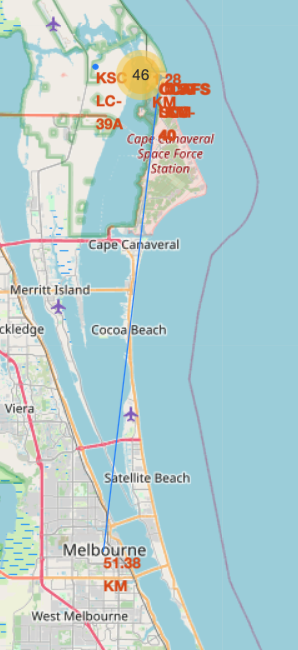 46
KSC
LC-
39A
KM
40
Cape Canaveral
Space Force
Station
Cape Canaveral
Merritt Island
Cocoa Beach
ckledge
Viera
Satellite Beach
Melbourne
51.38
KM
West Melbourne